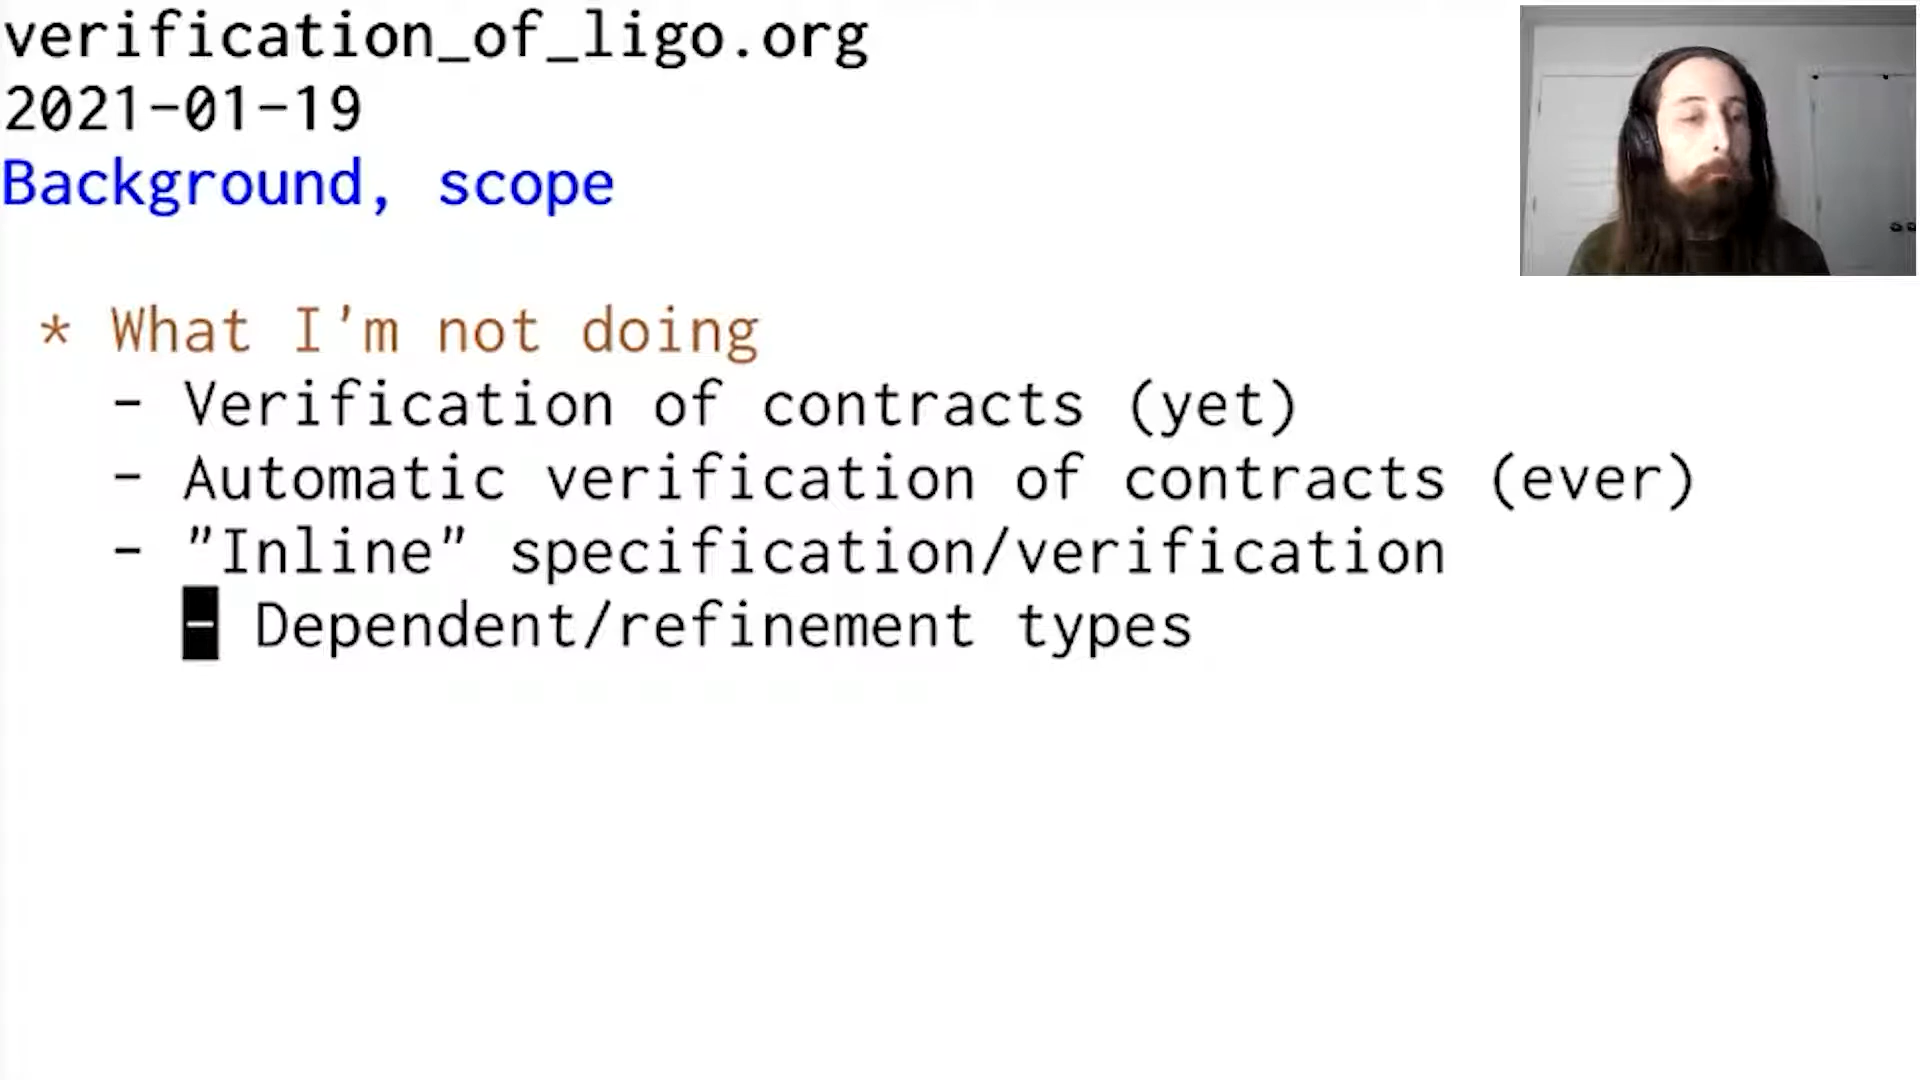 verification_of_ligo.org
2021-01-19
Background, scope
* What I'm not doing
- Verification of contracts (yet)
- Automatic verification of contracts (ever)
- "Inline" specification/verification
- Dependent/refinement types